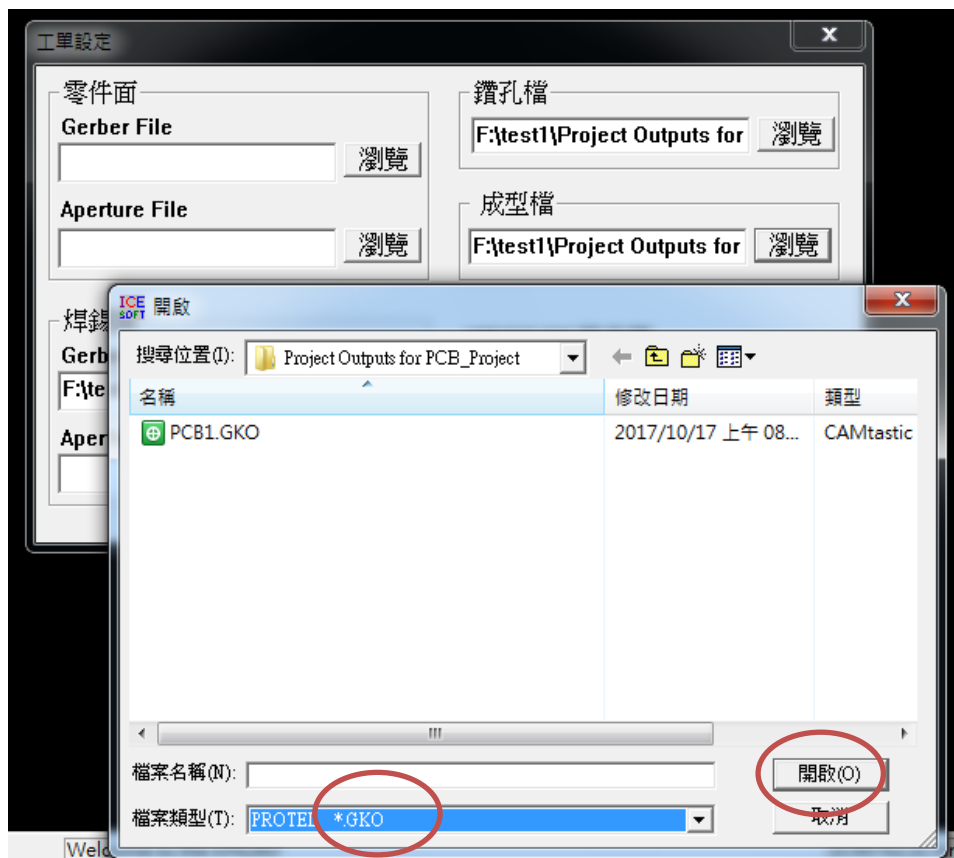 工單設定
零件面
Gerber File
瀏覽
Aperture File
瀏覽
鑽孔檔
F:\test1\Project Outputs for
瀏覽
成型檔
F:\test1\Project Outputs for
瀏覽
焊錫
Gerb
F:\te
Aper
ICE SOFT 開啟
搜尋位置(I): Project Outputs for PCB_Project
名稱 修改日期 類型
PCB1.GKO 2017/10/17 上午 08... CAMtastic
檔案名稱(N):
開啟(O)
檔案類型(T): PROTEL *.GKO
取消
Welc